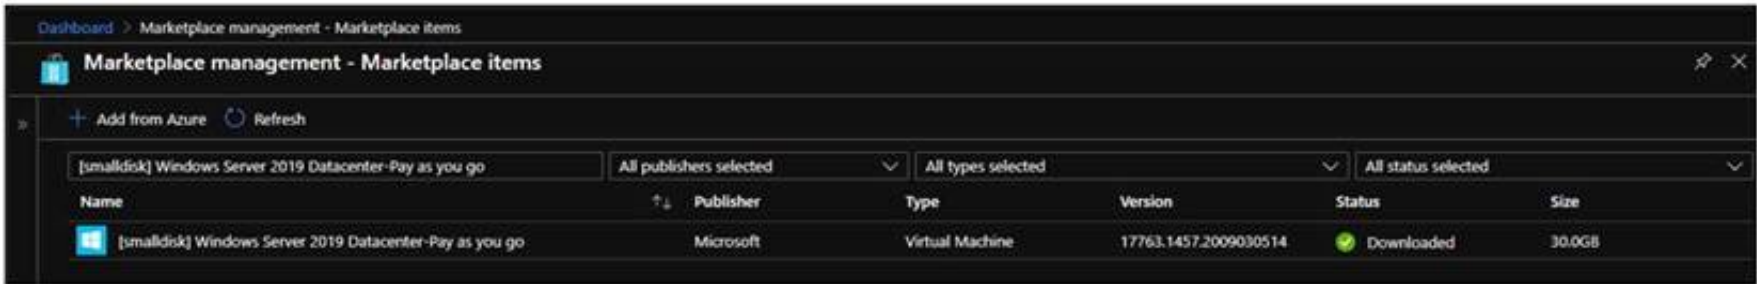 Dashboard > Marketplace management - Marketplace items
Marketplace management - Marketplace items
Add from Azure Refresh
[smalldisk] Windows Server 2019 Datacenter-Pay as you go All publishers selected All types selected All status selected
Name Publisher Type Version Status Size
[smalldisk] Windows Server 2019 Datacenter-Pay as you go Microsoft Virtual Machine 17763.1457.2009030514 Downloaded 30.0GB